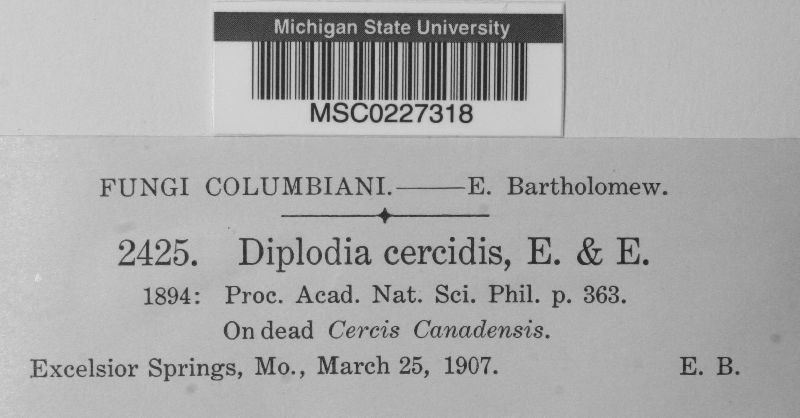 Michigan State University
MSC0227318
FUNGI COLUMBIANI.——E. Bartholomew.
2425. Diplodia cercidis, E. & E.
1894: Proc. Acad. Nat. Sci. Phil. p. 363.
On dead Cercis Canadensis.
Excelsior Springs, Mo., March 25, 1907. E. B.